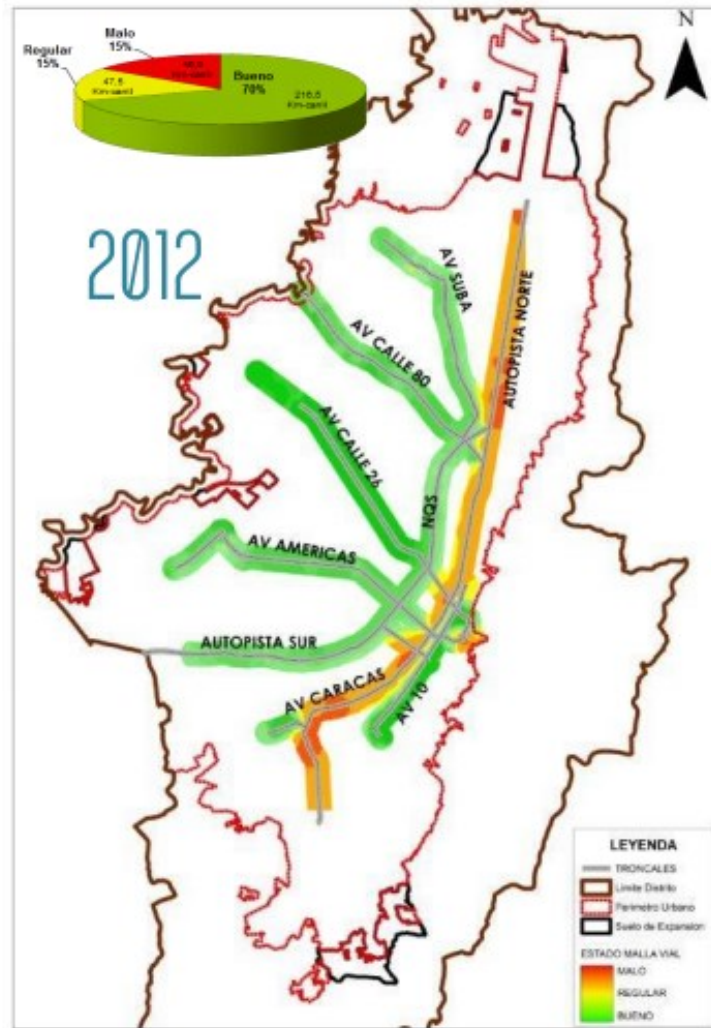 N
Malo
15%
Regular
15%
47,5
Km-carril
Km-carril
Bueno
70%
216,5
Km-carril
2012
AV SUBA
AV CALLE 80
AUTOPISTA NORTE
AV CALLE 26
NQS
AV AMERICAS
AUTOPISTA SUR
AV CARACAS
AV 10
LEYENDA
TRONCALES
Limite Distrito
Perimetro Urbano
Suelo de Expansion
ESTADO MALLA VIAL
MALO
REGULAR
BUENO